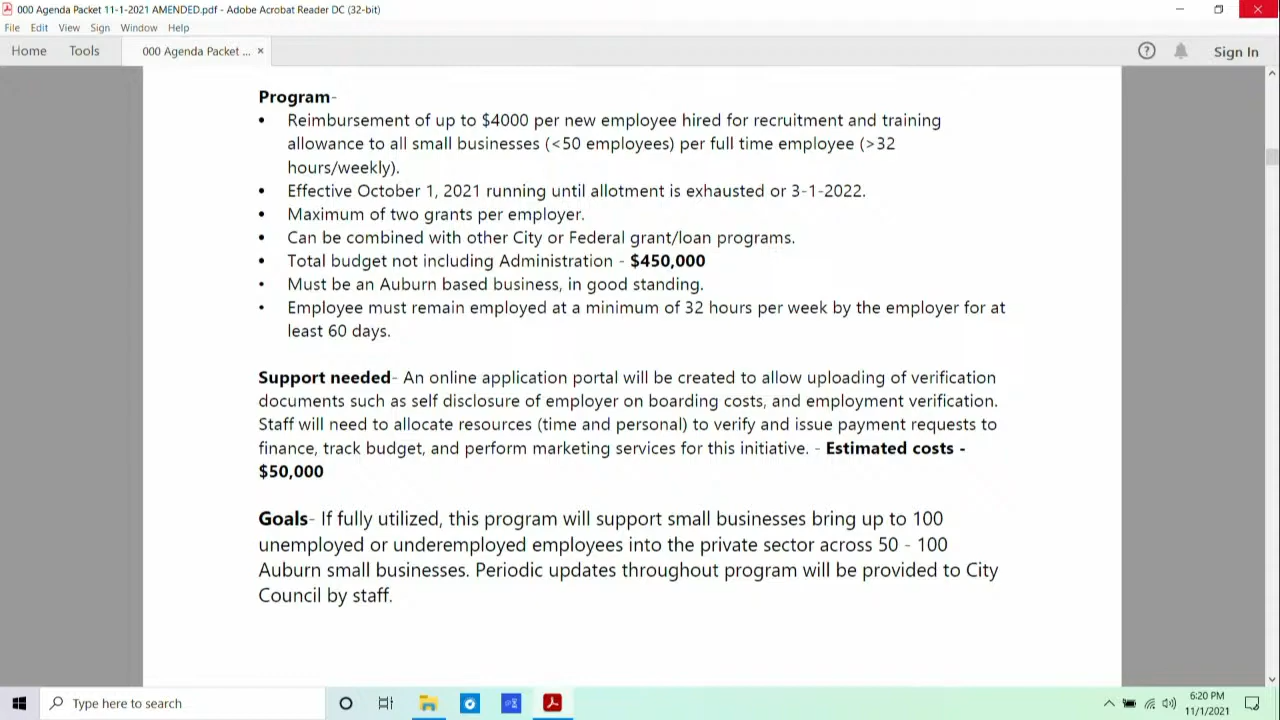 000 Agenda Packet 11-1-2021 AMENDED.pdf - Adobe Acrobat Reader DC (32-bit)
File Edit View Sign Window Help
Home Tools 000 Agenda Packet ... × Sign In
Program-
• Reimbursement of up to $4000 per new employee hired for recruitment and training
allowance to all small businesses (<50 employees) per full time employee (>32
hours/weekly).
• Effective October 1, 2021 running until allotment is exhausted or 3-1-2022.
• Maximum of two grants per employer.
• Can be combined with other City or Federal grant/loan programs.
• Total budget not including Administration - $450,000
• Must be an Auburn based business, in good standing.
• Employee must remain employed at a minimum of 32 hours per week by the employer for at
least 60 days.
Support needed- An online application portal will be created to allow uploading of verification
documents such as self disclosure of employer on boarding costs, and employment verification.
Staff will need to allocate resources (time and personal) to verify and issue payment requests to
finance, track budget, and perform marketing services for this initiative. - Estimated costs -
$50,000
Goals- If fully utilized, this program will support small businesses bring up to 100
unemployed or underemployed employees into the private sector across 50 - 100
Auburn small businesses. Periodic updates throughout program will be provided to City
Council by staff.
Type here to search
6:20 PM
11/1/2021